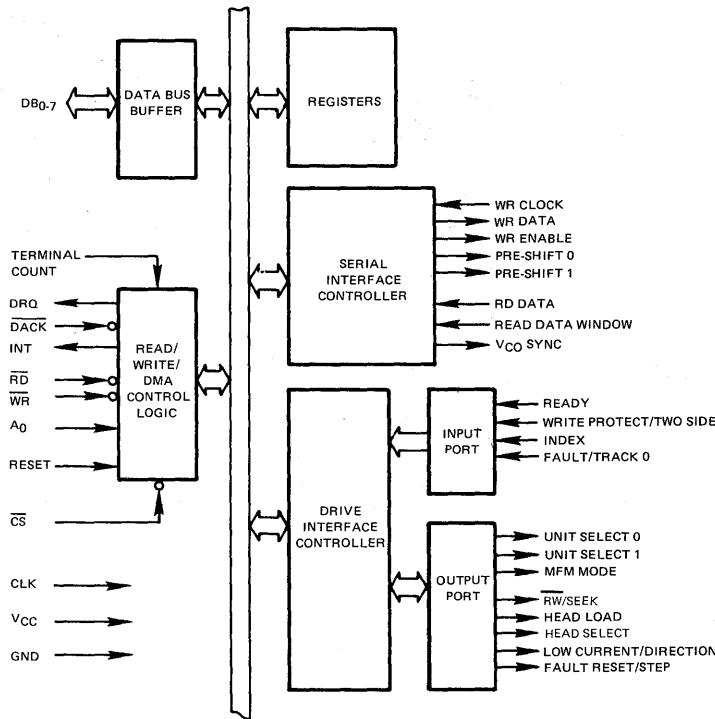 DB0-7
DATA BUS
BUFFER
REGISTERS
TERMINAL
COUNT
DRQ
DACK
INT
RD
WR
A0
RESET
CS
READ/
WRITE/
DMA
CONTROL
LOGIC
CLK
VCC
GND
SERIAL
INTERFACE
CONTROLLER
WR CLOCK
WR DATA
WR ENABLE
PRE-SHIFT 0
PRE-SHIFT 1
RD DATA
READ DATA WINDOW
VCO SYNC
DRIVE
INTERFACE
CONTROLLER
INPUT
PORT
READY
WRITE PROTECT/TWO SIDE
INDEX
FAULT/TRACK 0
OUTPUT
PORT
UNIT SELECT 0
UNIT SELECT 1
MFM MODE
RW/SEEK
HEAD LOAD
HEAD SELECT
LOW CURRENT/DIRECTION
FAULT RESET/STEP